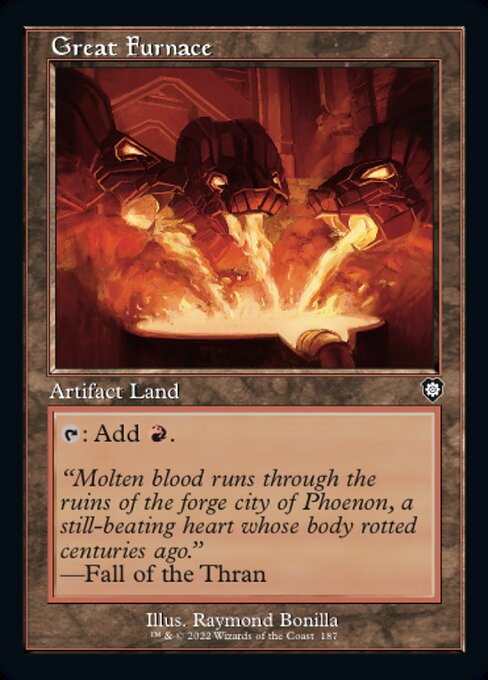 Great Furnace
Artifact Land
: Add .
“Molten blood runs through the
ruins of the forge city of Phoenon, a
still-beating heart whose body rotted
centuries ago.”
—Fall of the Thran
Illus. Raymond Bonilla
™ & © 2022 Wizards of the Coast 187